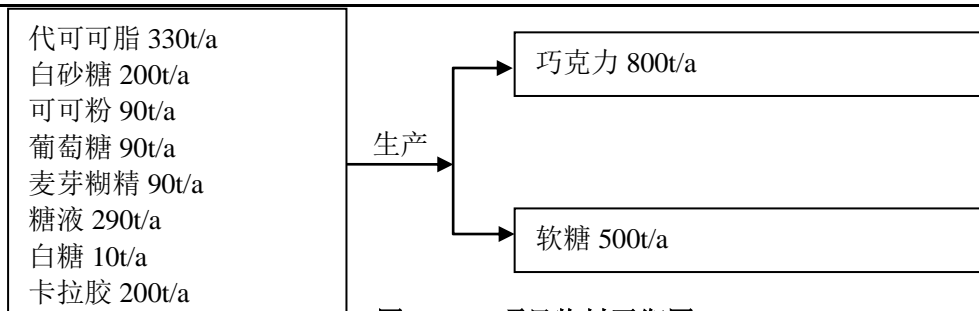 代可可脂 330t/a
白砂糖 200t/a
可可粉 90t/a
葡萄糖 90t/a
麦芽糊精 90t/a
糖液 290t/a
白糖 10t/a
卡拉胶 200t/a
生产
巧克力 800t/a
软糖 500t/a